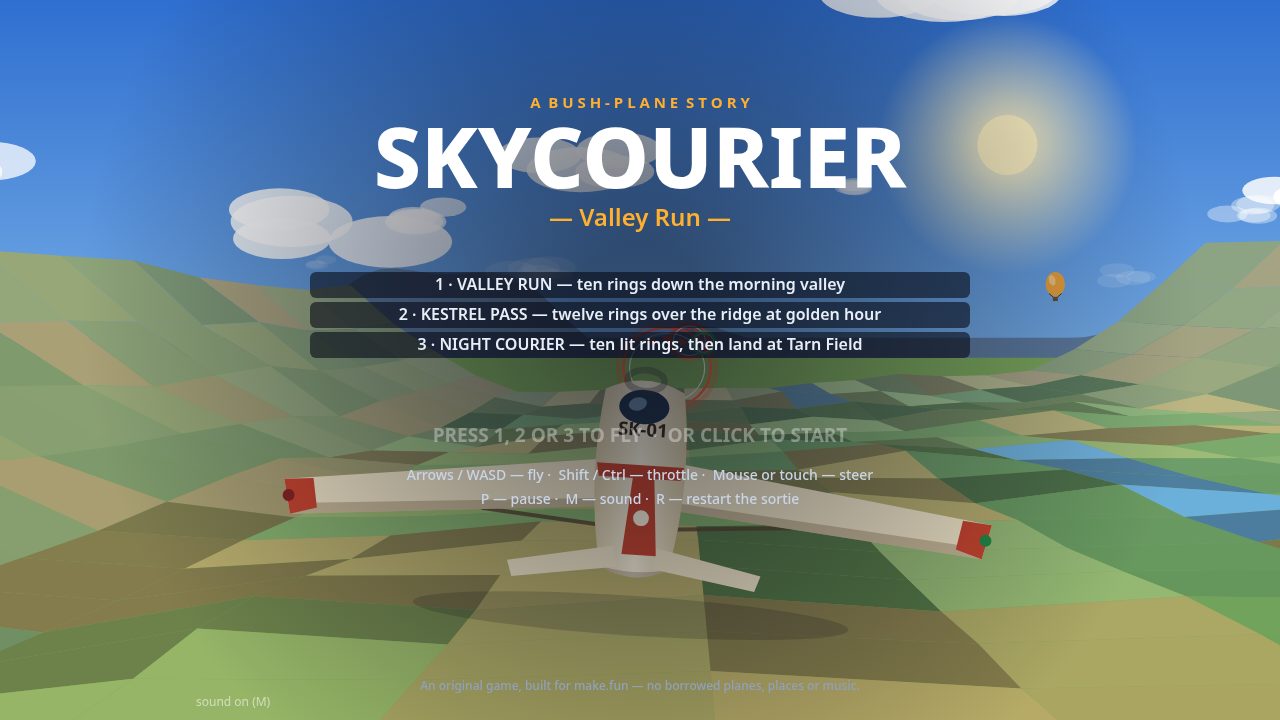 A BUSH-PLANE STORY
SKYCOURIER
— Valley Run —
1 · VALLEY RUN — ten rings down the morning valley
2 · KESTREL PASS — twelve rings over the ridge at golden hour
3 · NIGHT COURIER — ten lit rings, then land at Tarn Field
SK-01
PRESS 1, 2 OR 3 TO FLY · OR CLICK TO START
Arrows / WASD — fly · Shift / Ctrl — throttle · Mouse or touch — steer
P — pause · M — sound · R — restart the sortie
An original game, built for make.fun — no borrowed planes, places or music.
sound on (M)